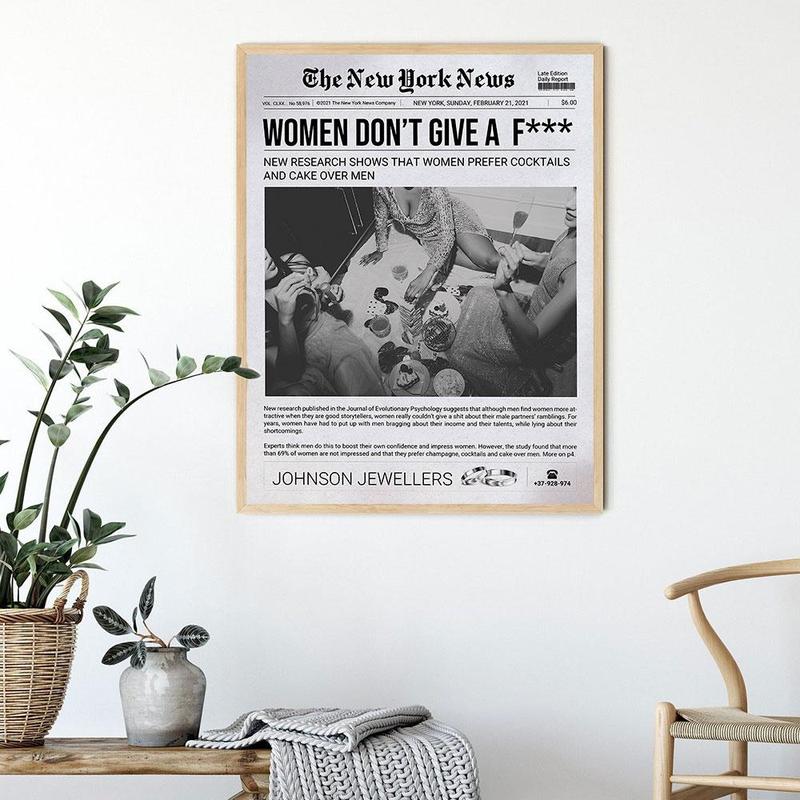 The New York News
Late Edition
Daily Report
©2021 The New York News Company
NEW YORK, SUNDAY, FEBRUARY 21, 2021
$6.00
WOMEN DON'T GIVE A F***
NEW RESEARCH SHOWS THAT WOMEN PREFER COCKTAILS
AND CAKE OVER MEN
New research published in the Journal of Evolutionary Psychology suggests that although men find women more at-
tractive when they are good storytellers, women really couldn't give a shit about their male partners' ramblings. For
years, women have had to put up with men bragging about their income and their talents, while lying about their
shortcomings.
Experts think men do this to boost their own confidence and impress women. However, the study found that more
than 69% of women are not impressed and that they prefer champagne, cocktails and cake over men. More on p4.
JOHNSON JEWELLERS
+37-928-974